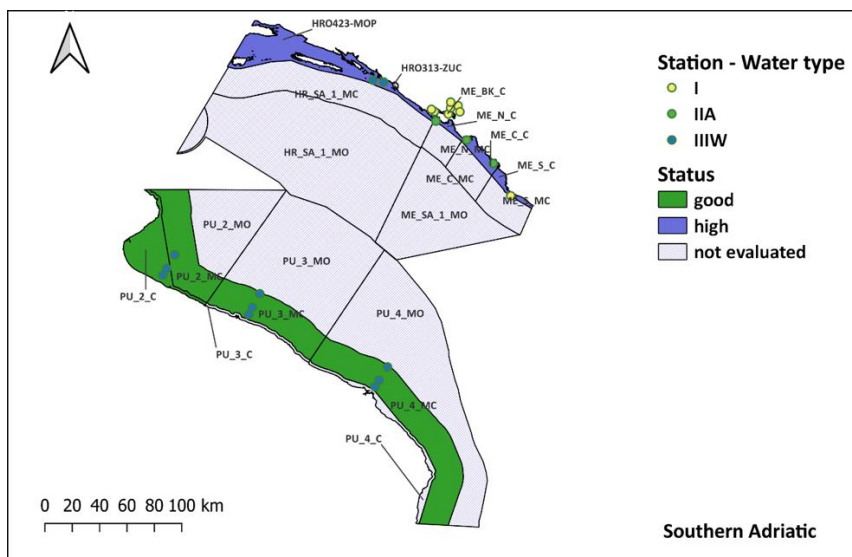 HRO423-MOP
HRO313-ZUC
HR_SA_1_MC
ME_BK_C
ME_N_C
ME_C_C
ME_N_MC
HR_SA_1_MO
ME_S_C
ME_C_MC
ME_S_MC
ME_SA_1_MO
PU_2_MO
PU_3_MO
PU_2_MC
PU_2_C
PU_3_MC
PU_4_MO
PU_3_C
PU_4_MC
PU_4_C
0 20 40 60 80 100 km
Station - Water type
I
IIA
IIIW
Status
good
high
not evaluated
Southern Adriatic